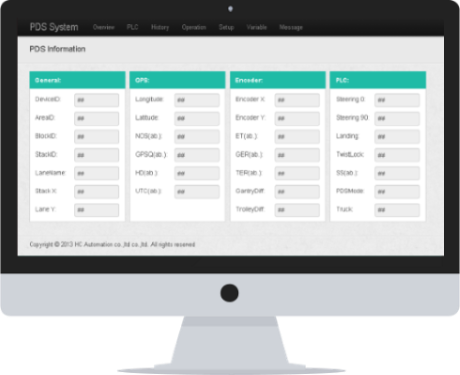 PDS System Overview PLC History Operation Setup Variable Message
PDS Information
General:
DeviceID: ##
AreaID: ##
BlockID: ##
StackID: ##
LaneName: ##
Stack X: ##
Lane Y: ##
GPS:
Longitude: ##
Latitude: ##
NOS(ab.): ##
GPSQ(ab.): ##
HD(ab.): ##
UTC(ab.): ##
Encoder:
Encoder X: ##
Encoder Y: ##
ET(ab.): ##
GER(ab.): ##
TER(ab.): ##
GantryDiff: ##
TrolleyDiff: ##
PLC:
Steering 0: ##
Steering 90: ##
Landing: ##
TwistLock: ##
SS(ab.): ##
PDSMode: ##
Truck: ##
Copyright © 2013 HC Automation co.,ltd co.,ltd. All rights reserved